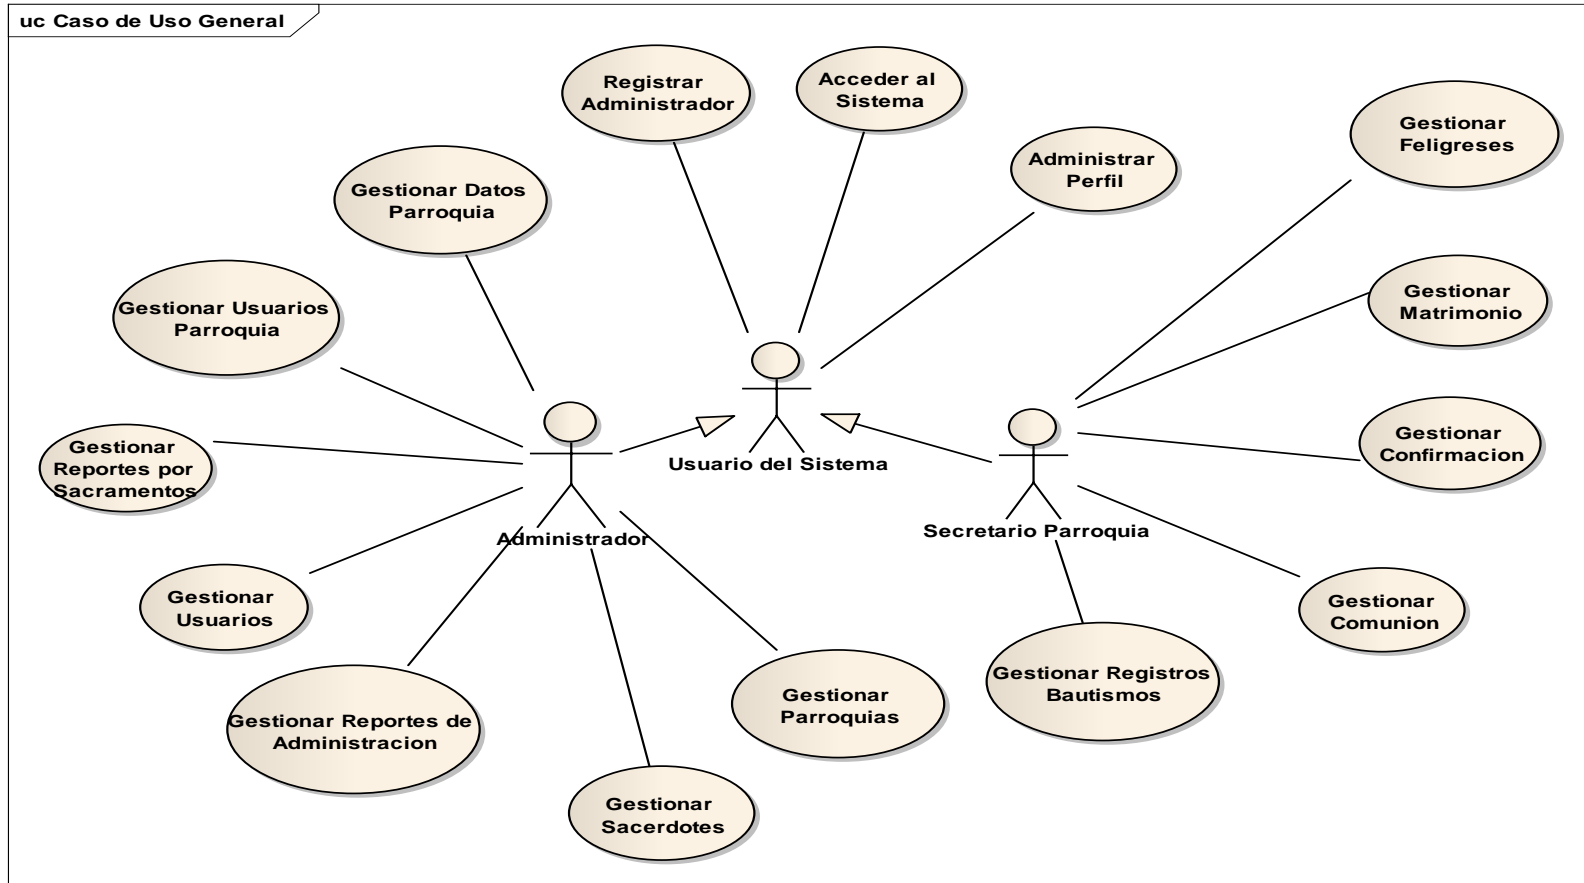 uc Caso de Uso General
Registrar
Administrador
Acceder al
Sistema
Administrar
Perfil
Gestionar
Feligreses
Gestionar Datos
Parroquia
Gestionar Usuarios
Parroquia
Gestionar
Matrimonio
Gestionar
Reportes por
Sacramentos
Usuario del Sistema
Gestionar
Confirmacion
Administrador
Secretario Parroquia
Gestionar
Usuarios
Gestionar
Comunion
Gestionar Reportes de
Administracion
Gestionar
Parroquias
Gestionar Registros
Bautismos
Gestionar
Sacerdotes